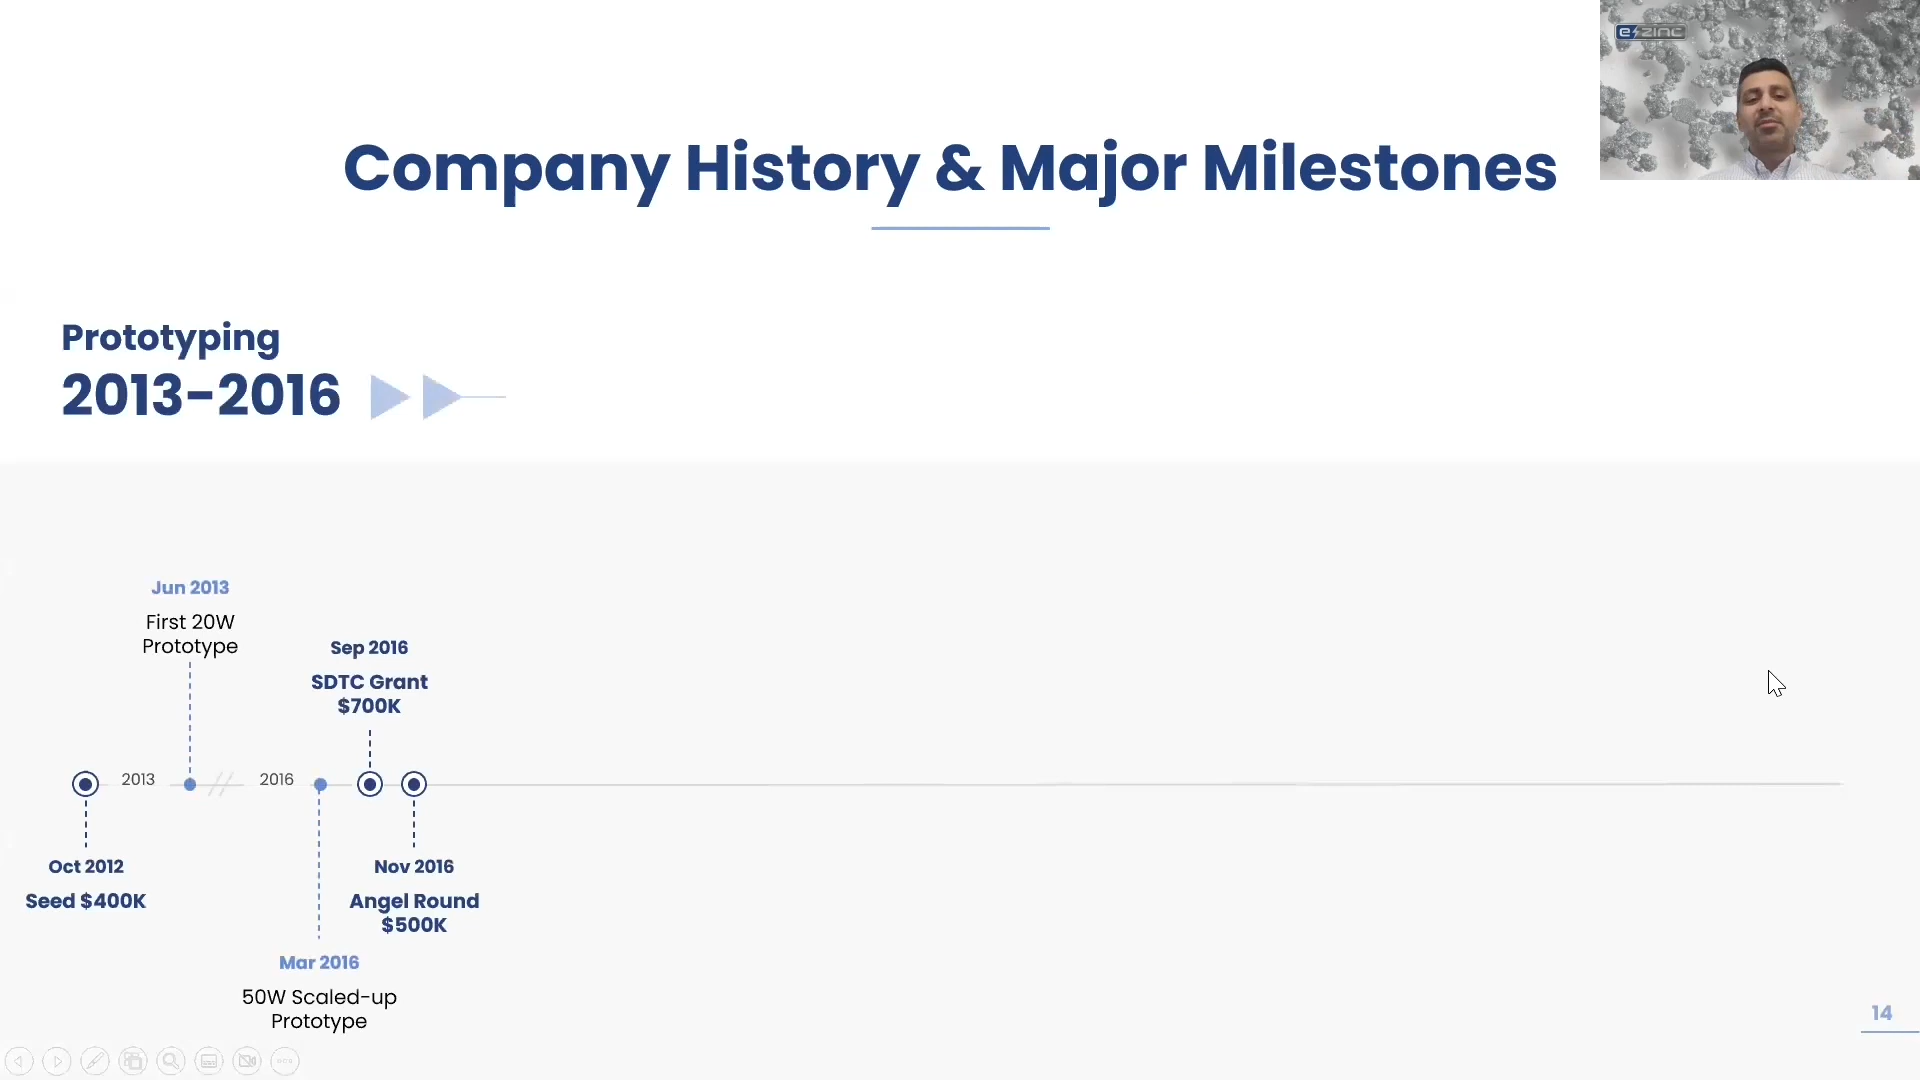 e zinc
Company History & Major Milestones
Prototyping
2013-2016
Jun 2013
First 20W
Prototype
Sep 2016
SDTC Grant
$700K
2013
2016
Oct 2012
Seed $400K
Nov 2016
Angel Round
$500K
Mar 2016
50W Scaled-up
Prototype
14